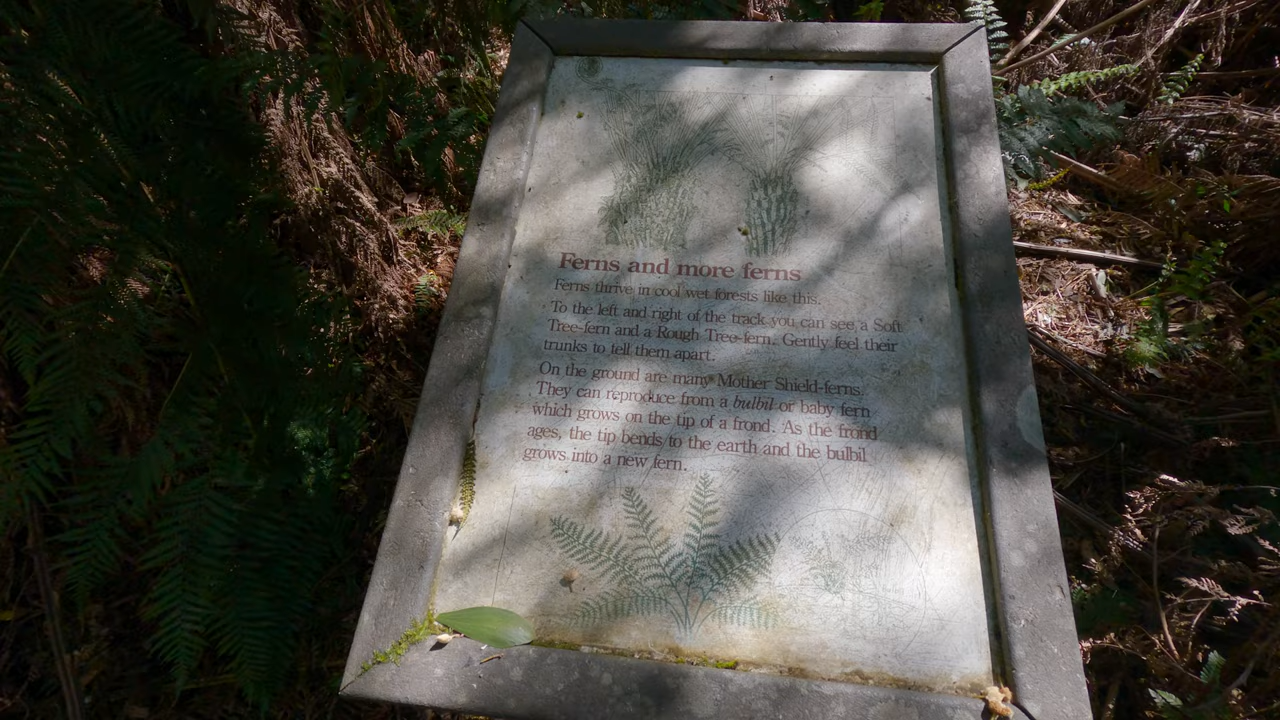 Ferns and more ferns
Ferns thrive in cool wet forests like this.
To the left and right of the track you can see a Soft
Tree-fern and a Rough Tree-fern. Gently feel their
trunks to tell them apart.
On the ground are many Mother Shield-ferns.
They can reproduce from a bulbil or baby fern
which grows on the tip of a frond. As the frond
ages, the tip bends to the earth and the bulbil
grows into a new fern.